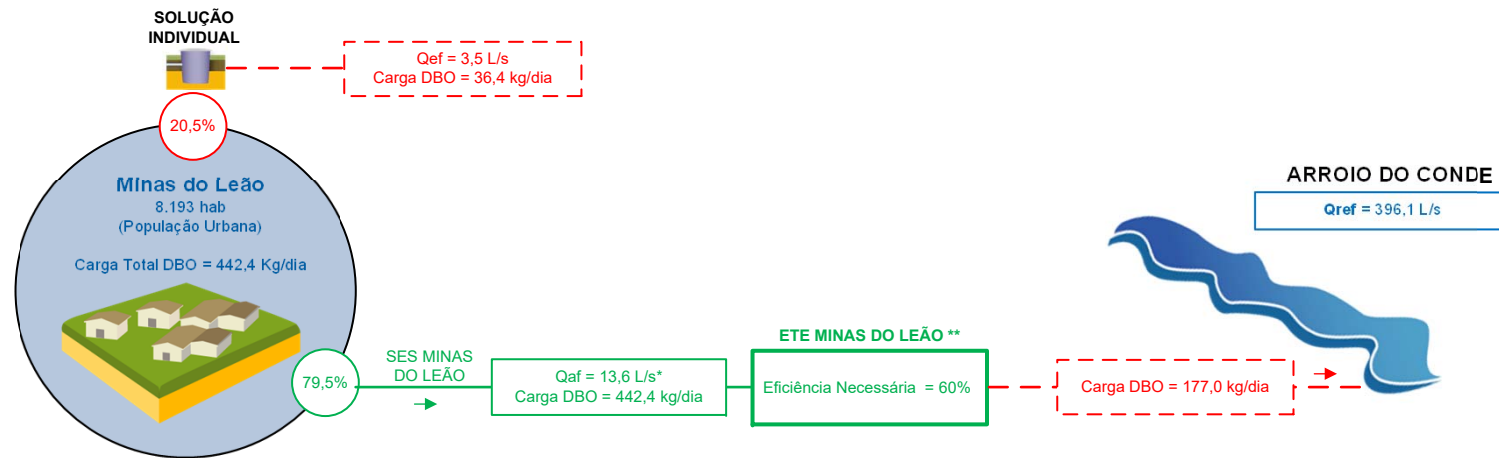 SOLUÇÃO
INDIVIDUAL
Qef = 3,5 L/s
Carga DBO = 36,4 kg/dia
20,5%
Minas do Leão
8.193 hab
(População Urbana)
Carga Total DBO = 442,4 Kg/dia
79,5%
SES MINAS
DO LEÃO
Qaf = 13,6 L/s*
Carga DBO = 442,4 kg/dia
ETE MINAS DO LEÃO **
Eficiência Necessária = 60%
Carga DBO = 177,0 kg/dia
ARROIO DO CONDE
Qref = 396,1 L/s